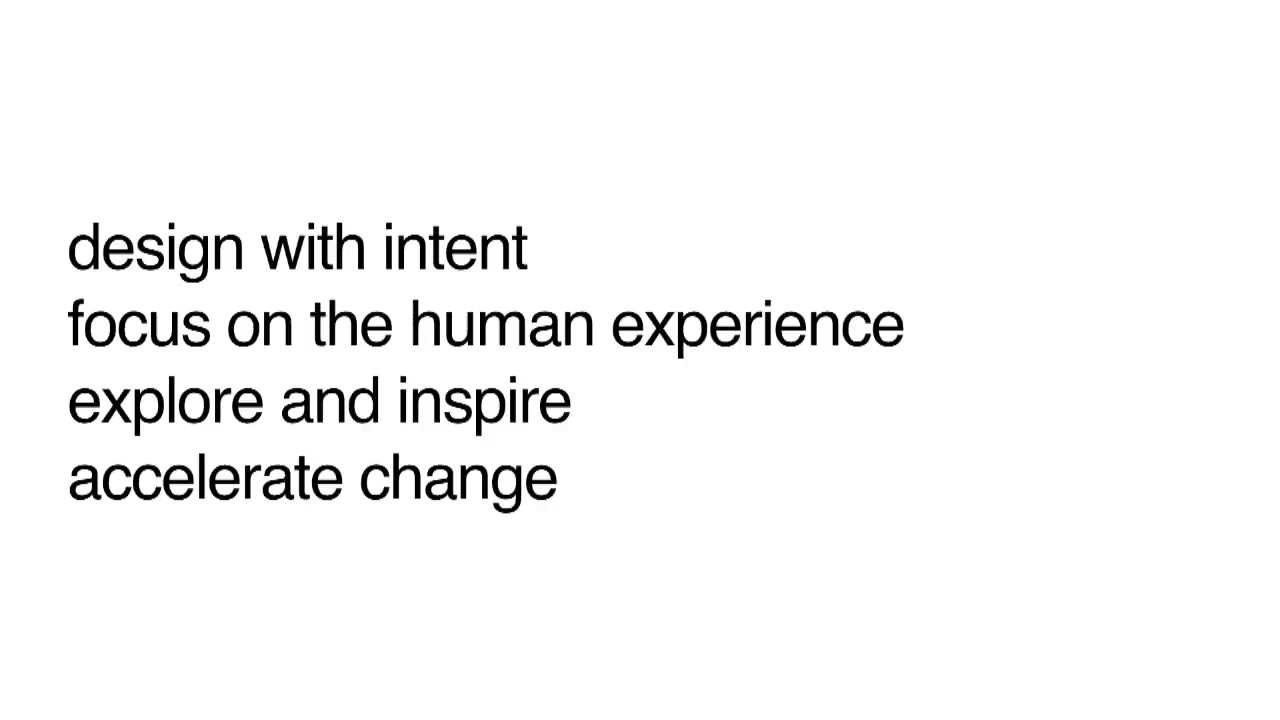 design with intent
focus on the human experience
explore and inspire
accelerate change